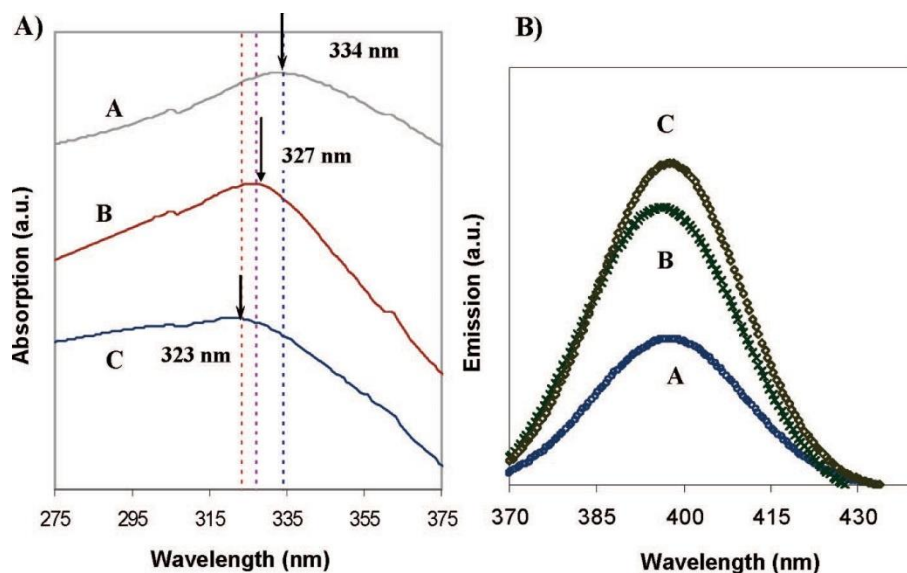 A)
334 nm
A
327 nm
B
C
323 nm
Absorption (a.u.)
275 295 315 335 355 375
Wavelength (nm)
B)
C
B
A
Emission (a.u.)
370 385 400 415 430
Wavelength (nm)